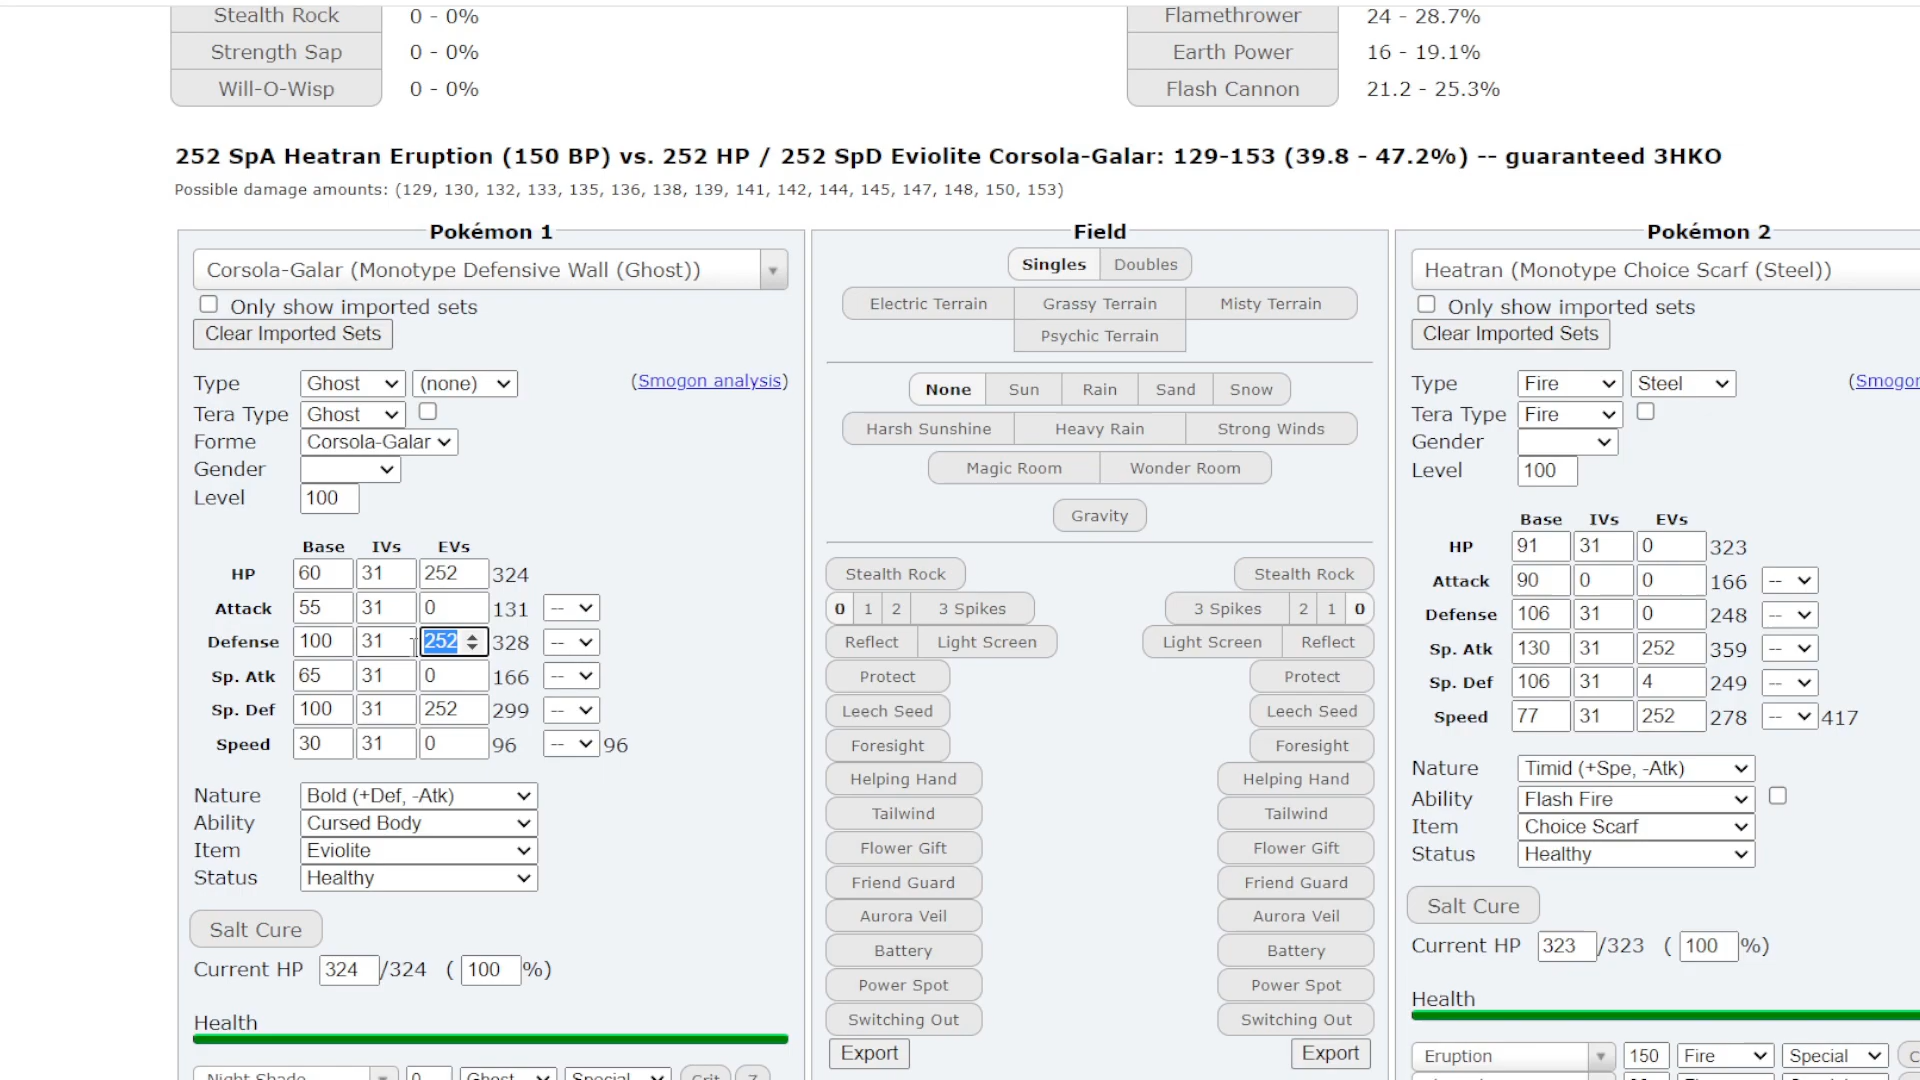 Stealth Rock 0 - 0% Flamethrower 24 - 28.7%
Strength Sap 0 - 0% Earth Power 16 - 19.1%
Will-O-Wisp 0 - 0% Flash Cannon 21.2 - 25.3%
252 SpA Heatran Eruption (150 BP) vs. 252 HP / 252 SpD Eviolite Corsola-Galar: 129-153 (39.8 - 47.2%) -- guaranteed 3HKO
Possible damage amounts: (129, 130, 132, 133, 135, 136, 138, 139, 141, 142, 144, 145, 147, 148, 150, 153)
Pokémon 1
Corsola-Galar (Monotype Defensive Wall (Ghost))
Only show imported sets
Clear Imported Sets
Type Ghost (none) (Smogon analysis)
Tera Type Ghost
Forme Corsola-Galar
Gender
Level 100
Base IVs EVs
HP 60 31 252 324
Attack 55 31 0 131 --
Defense 100 31 252 328 --
Sp. Atk 65 31 0 166 --
Sp. Def 100 31 252 299 --
Speed 30 31 0 96 -- 96
Nature Bold (+Def, -Atk)
Ability Cursed Body
Item Eviolite
Status Healthy
Salt Cure
Current HP 324 /324 ( 100 %)
Health
Night Shade 0 Ghost Special Crit Z
Field
Singles Doubles
Electric Terrain Grassy Terrain Misty Terrain
Psychic Terrain
None Sun Rain Sand Snow
Harsh Sunshine Heavy Rain Strong Winds
Magic Room Wonder Room
Gravity
Stealth Rock Stealth Rock
0 1 2 3 Spikes 3 Spikes 2 1 0
Reflect Light Screen Light Screen Reflect
Protect Protect
Leech Seed Leech Seed
Foresight Foresight
Helping Hand Helping Hand
Tailwind Tailwind
Flower Gift Flower Gift
Friend Guard Friend Guard
Aurora Veil Aurora Veil
Battery Battery
Power Spot Power Spot
Switching Out Switching Out
Export Export
Pokémon 2
Heatran (Monotype Choice Scarf (Steel))
Only show imported sets
Clear Imported Sets
Type Fire Steel (Smogon
Tera Type Fire
Gender
Level 100
Base IVs EVs
HP 91 31 0 323
Attack 90 0 0 166 --
Defense 106 31 0 248 --
Sp. Atk 130 31 252 359 --
Sp. Def 106 31 4 249 --
Speed 77 31 252 278 -- 417
Nature Timid (+Spe, -Atk)
Ability Flash Fire
Item Choice Scarf
Status Healthy
Salt Cure
Current HP 323 /323 ( 100 %)
Health
Eruption 150 Fire Special